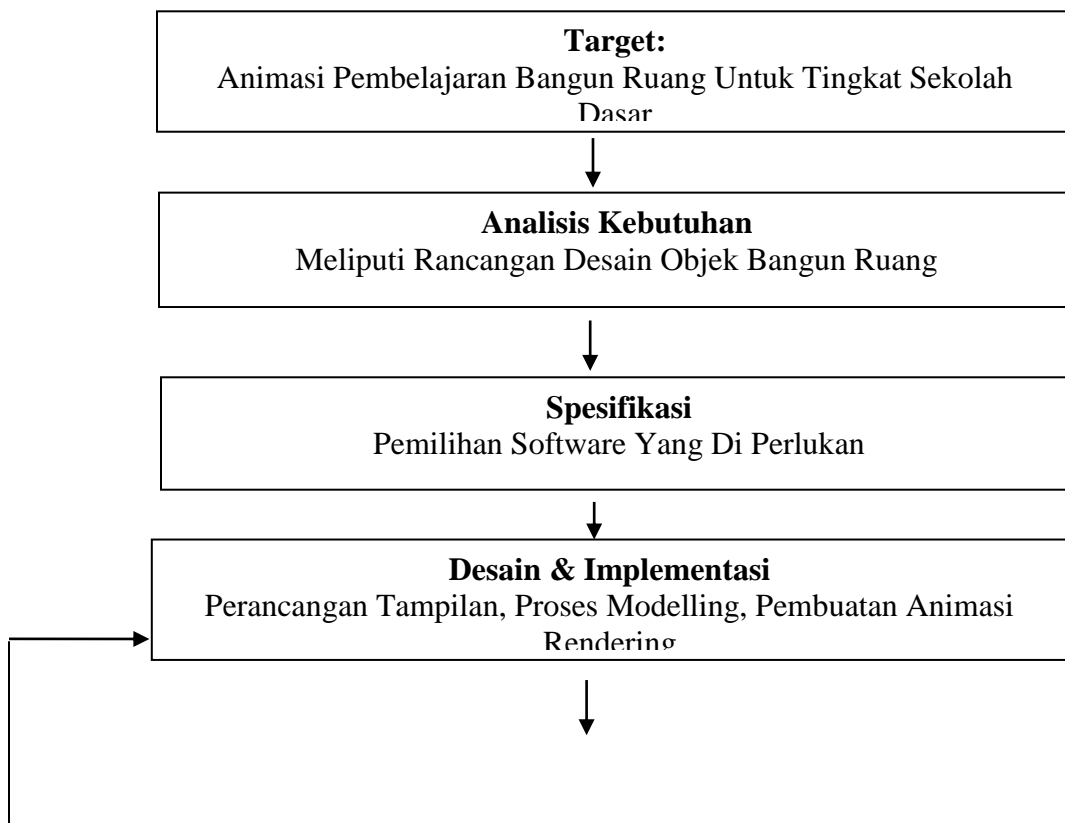 Target:
Animasi Pembelajaran Bangun Ruang Untuk Tingkat Sekolah
Dasar
Analisis Kebutuhan
Meliputi Rancangan Desain Objek Bangun Ruang
Spesifikasi
Pemilihan Software Yang Di Perlukan
Desain & Implementasi
Perancangan Tampilan, Proses Modelling, Pembuatan Animasi
Rendering